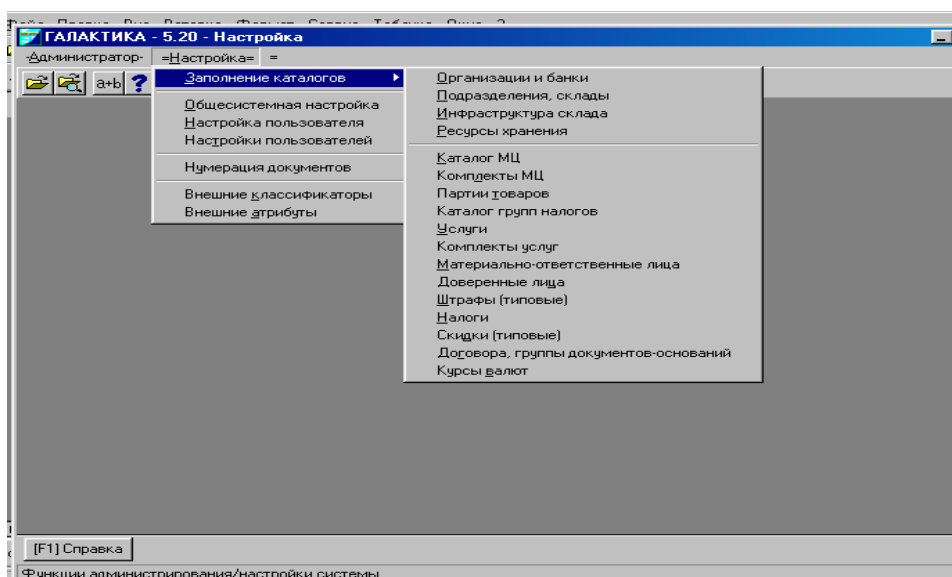 ГАЛАКТИКА - 5.20 - Настройка
-Администратор- =Настройка= =
a+b ?
Заполнение каталогов
Общесистемная настройка
Настройка пользователя
Настройки пользователей
Нумерация документов
Внешние классификаторы
Внешние атрибуты
Организации и банки
Подразделения, склады
Инфраструктура склада
Ресурсы хранения
Каталог МЦ
Комплекты МЦ
Партии товаров
Каталог групп налогов
Услуги
Комплекты услуг
Материально-ответственные лица
Доверенные лица
Штрафы (типовые)
Налоги
Скидки (типовые)
Договора, группы документов-оснований
Курсы валют
[F1] Справка
Функции администрирования/настройки системы